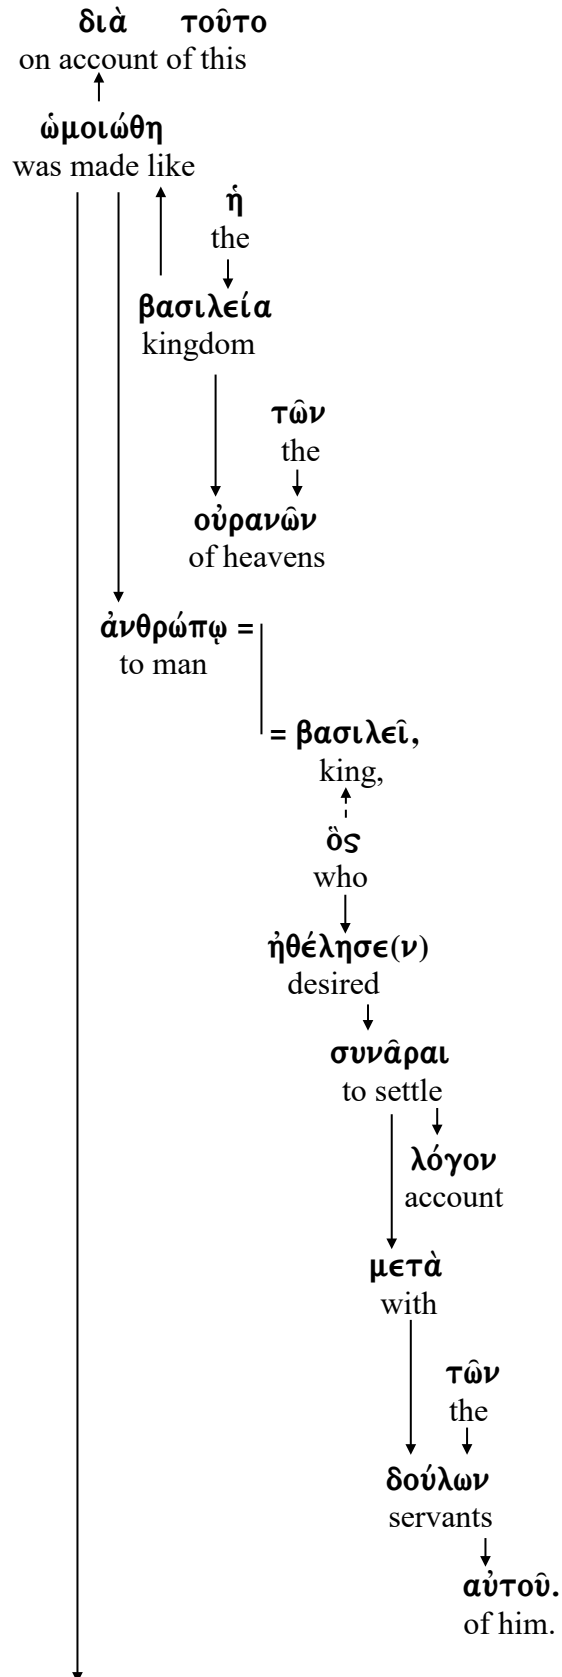 διὰ τοῦτο
on account of this
ὡμοιώθη
was made like
ἡ
the
βασιλεία
kingdom
τῶν
the
οὐρανῶν
of heavens
ἀνθρώπῳ =
to man
= βασιλεῖ,
king,
ὃς
who
ἠθέλησε(ν)
desired
συνᾶραι
to settle
λόγον
account
μετὰ
with
τῶν
the
δούλων
servants
αὐτοῦ.
of him.